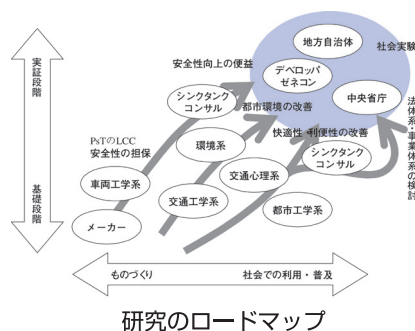 地方自治体
社会実験
安全性向上の便益
デベロッパ
ゼネコン
実証段階
シンクタンク
コンサル
中央省庁
都市環境の改善
法体系・事業体系の検討
PsTのLCC
安全性の担保
環境系
快適性・利便性の改善
シンクタンク
コンサル
車両工学系
交通心理系
基礎段階
交通工学系
都市工学系
メーカー
ものづくり
社会での利用・普及
研究のロードマップ